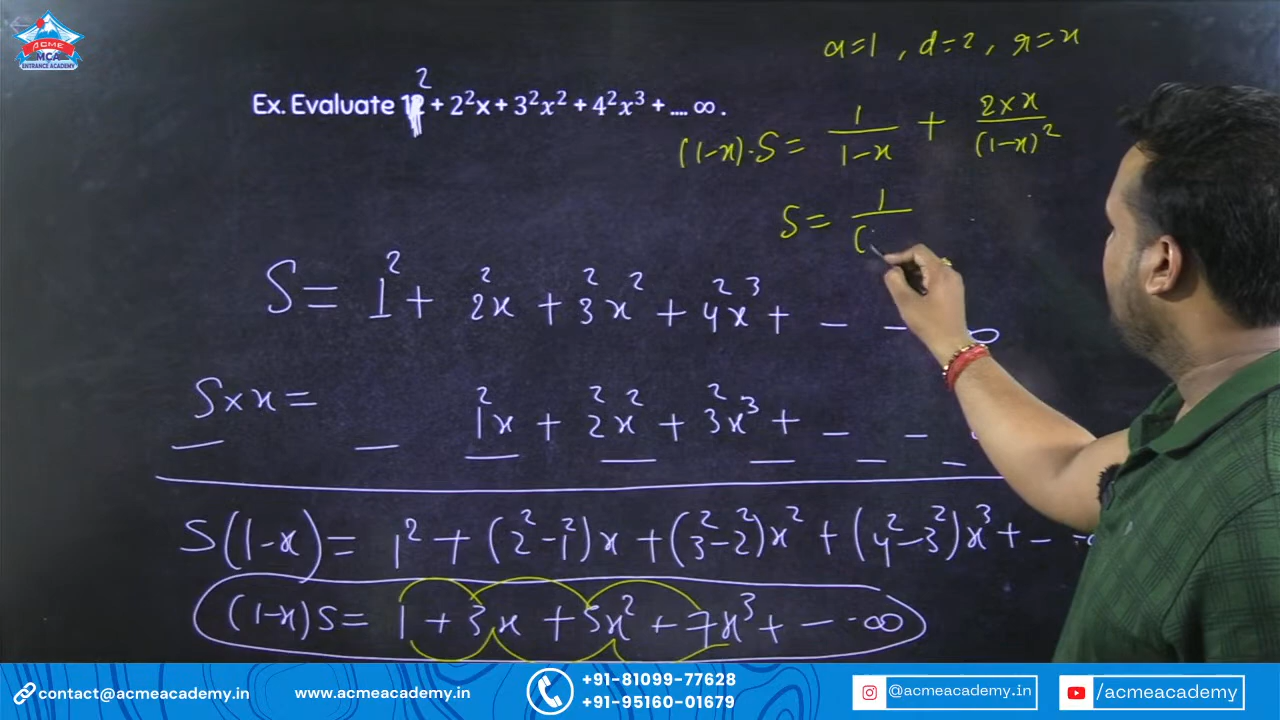 ACME
MCA
ENTRANCE ACADEMY
a=1 , d=2 , r=x
Ex. Evaluate 1² + 2²x + 3²x² + 4²x³ + .... ∞ .
(1-x)·S = 1/(1-x) + 2×x/(1-x)²
S = 1/(
S = 1² + 2²x + 3²x² + 4²x³ + - - ∞
S×x = 1²x + 2²x² + 3²x³ + - -
S(1-x) = 1² + (2²-1²)x + (3²-2²)x² + (4²-3²)x³ + - - ∞
(1-x)S = 1 + 3x + 5x² + 7x³ + - - - ∞
contact@acmeacademy.in
www.acmeacademy.in
+91-81099-77628
+91-95160-01679
@acmeacademy.in
/acmeacademy